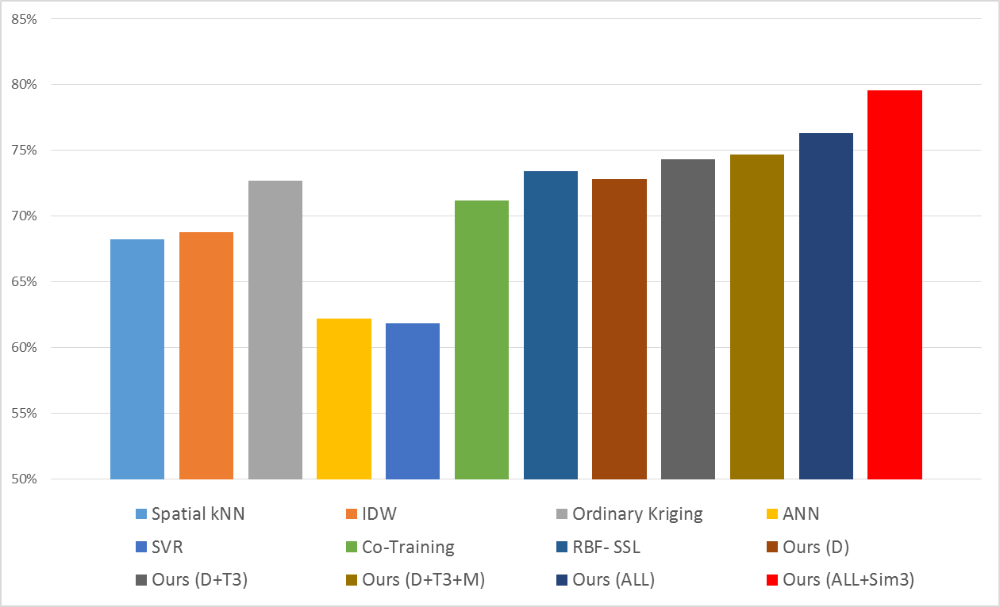 85%
80%
75%
70%
65%
60%
55%
50%
Spatial kNN IDW Ordinary Kriging ANN
SVR Co-Training RBF- SSL Ours (D)
Ours (D+T3) Ours (D+T3+M) Ours (ALL) Ours (ALL+Sim3)